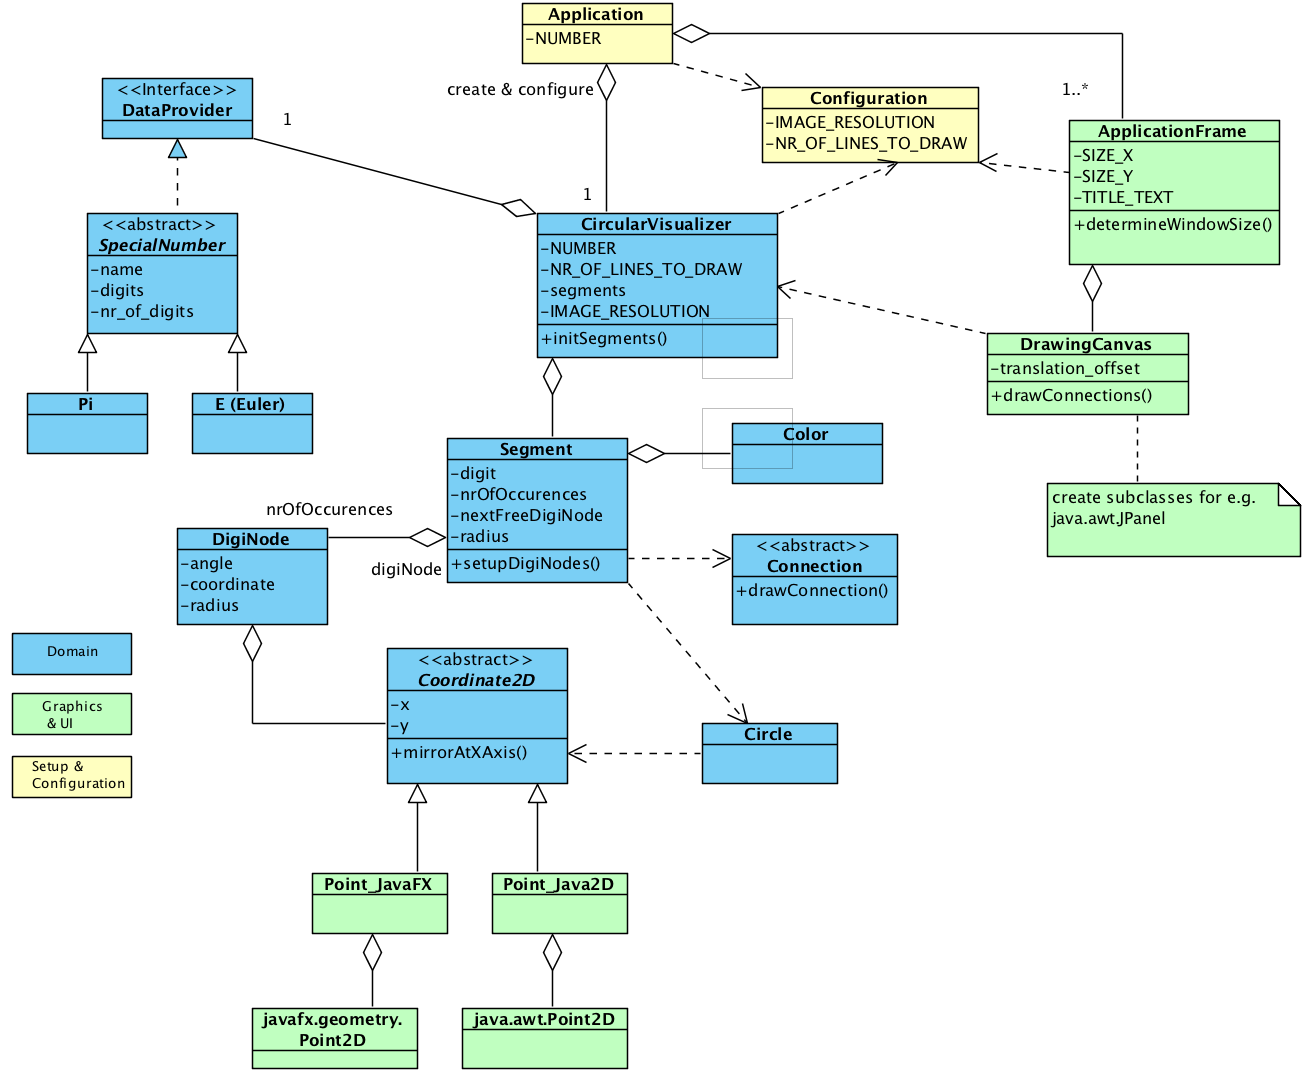 Application
-NUMBER
create & configure
1
1..*
Configuration
-IMAGE_RESOLUTION
-NR_OF_LINES_TO_DRAW
<<Interface>>
DataProvider
1
ApplicationFrame
-SIZE_X
-SIZE_Y
-TITLE_TEXT
+determineWindowSize()
<<abstract>>
SpecialNumber
-name
-digits
-nr_of_digits
CircularVisualizer
-NUMBER
-NR_OF_LINES_TO_DRAW
-segments
-IMAGE_RESOLUTION
+initSegments()
DrawingCanvas
-translation_offset
+drawConnections()
Pi
E (Euler)
Segment
-digit
-nrOfOccurences
-nextFreeDigiNode
-radius
+setupDigiNodes()
Color
create subclasses for e.g.
java.awt.JPanel
nrOfOccurences
digiNode
DigiNode
-angle
-coordinate
-radius
<<abstract>>
Connection
+drawConnection()
Domain
Graphics
& UI
Setup &
Configuration
<<abstract>>
Coordinate2D
-x
-y
+mirrorAtXAxis()
Circle
Point_JavaFX
Point_Java2D
javafx.geometry.
Point2D
java.awt.Point2D